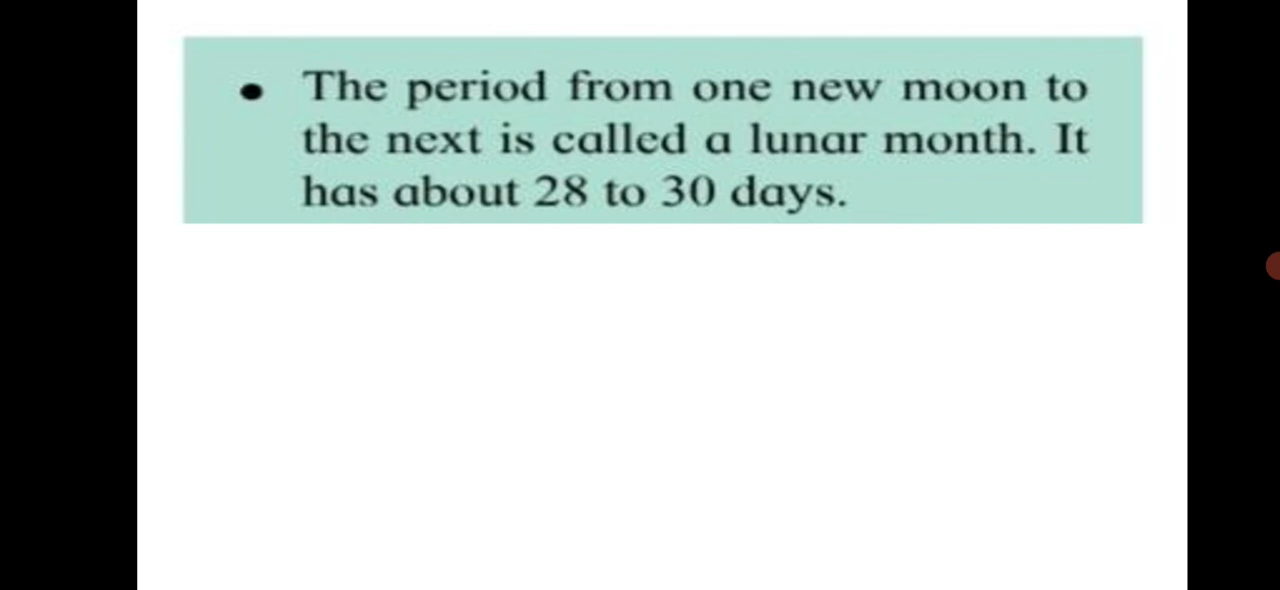 • The period from one new moon to
the next is called a lunar month. It
has about 28 to 30 days.